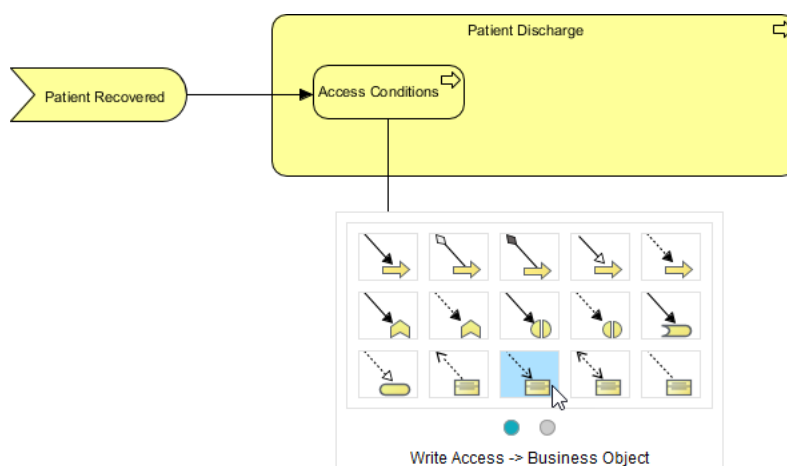 Patient Discharge
Patient Recovered
Access Conditions
Write Access -> Business Object